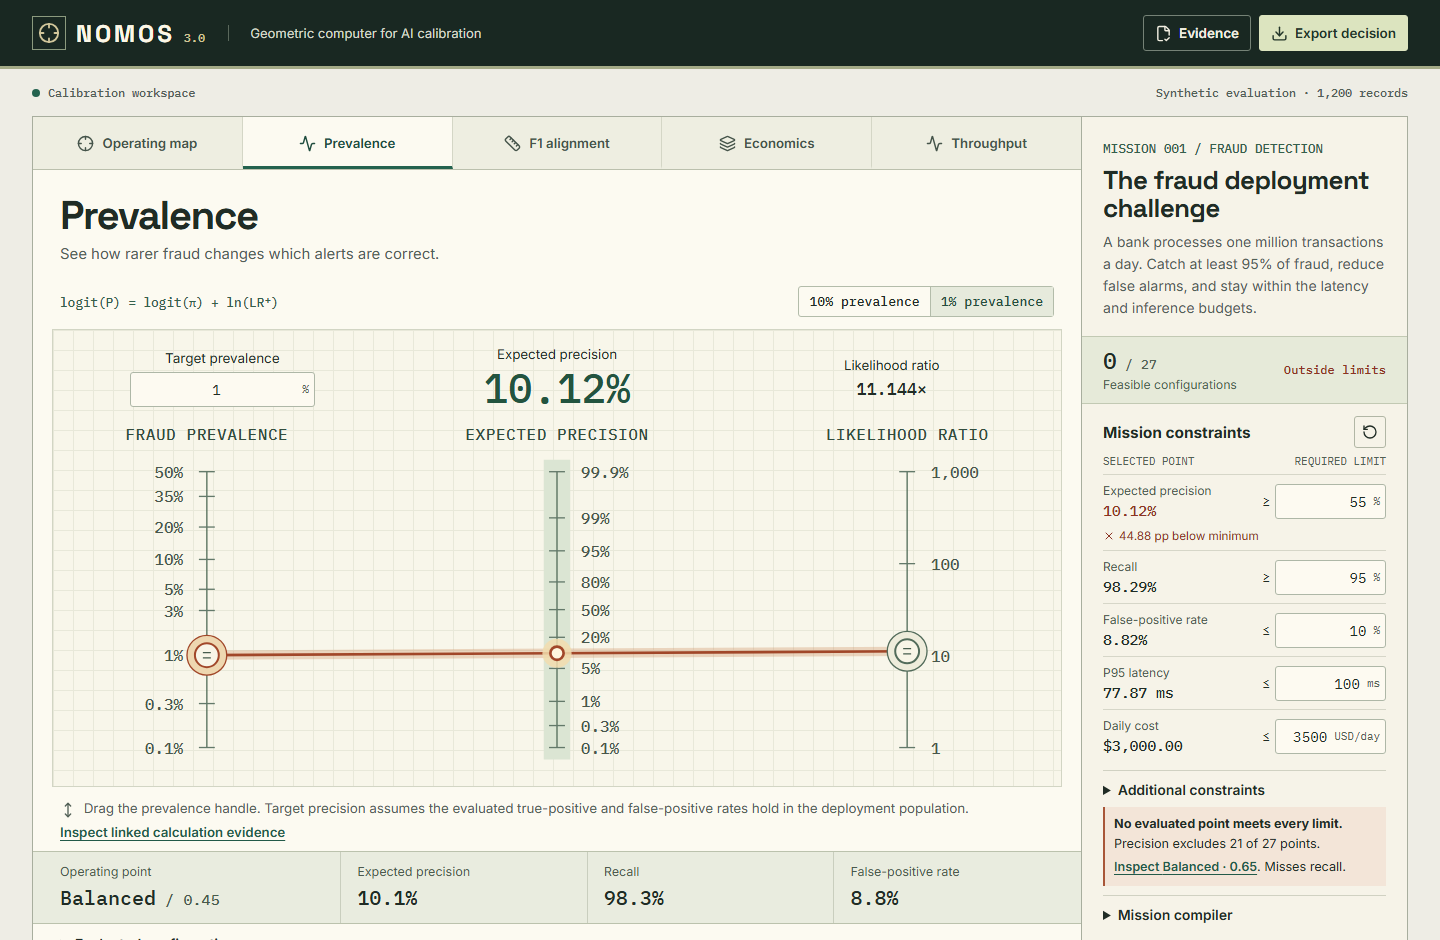 NOMOS 3.0
Geometric computer for AI calibration
Evidence
Export decision
Calibration workspace
Synthetic evaluation · 1,200 records
Operating map
Prevalence
F1 alignment
Economics
Throughput
Prevalence
See how rarer fraud changes which alerts are correct.
logit(P) = logit(π) + ln(LR⁺)
10% prevalence
1% prevalence
Target prevalence
1 %
Expected precision
10.12%
Likelihood ratio
11.144×
FRAUD PREVALENCE
EXPECTED PRECISION
LIKELIHOOD RATIO
50%
35%
20%
10%
5%
3%
1%
0.3%
0.1%
99.9%
99%
95%
80%
50%
20%
5%
1%
0.3%
0.1%
1,000
100
10
1
Drag the prevalence handle. Target precision assumes the evaluated true-positive and false-positive rates hold in the deployment population.
Inspect linked calculation evidence
Operating point
Balanced / 0.45
Expected precision
10.1%
Recall
98.3%
False-positive rate
8.8%
MISSION 001 / FRAUD DETECTION
The fraud deployment
challenge
A bank processes one million transactions
a day. Catch at least 95% of fraud, reduce
false alarms, and stay within the latency
and inference budgets.
0 / 27
Feasible configurations
Outside limits
Mission constraints
SELECTED POINT
REQUIRED LIMIT
Expected precision
10.12%
≥ 55 %
× 44.88 pp below minimum
Recall
98.29%
≥ 95 %
False-positive rate
8.82%
≤ 10 %
P95 latency
77.87 ms
≤ 100 ms
Daily cost
$3,000.00
≤ 3500 USD/day
Additional constraints
No evaluated point meets every limit.
Precision excludes 21 of 27 points.
Inspect Balanced · 0.65. Misses recall.
Mission compiler